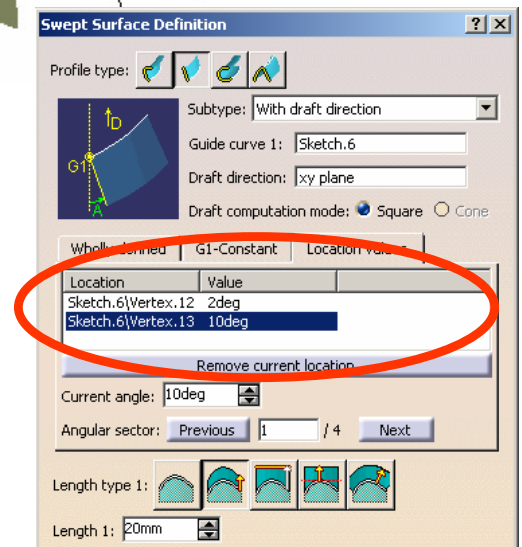 Swept Surface Definition
Profile type:
Subtype: With draft direction
Guide curve 1: Sketch.6
Draft direction: xy plane
Draft computation mode: Square Cone
D
G1
A
Wholly defined G1-Constant Location values
Location Value
Sketch.6\Vertex.12 2deg
Sketch.6\Vertex.13 10deg
Remove current location
Current angle: 10deg
Angular sector: Previous 1 / 4 Next
Length type 1:
Length 1: 20mm